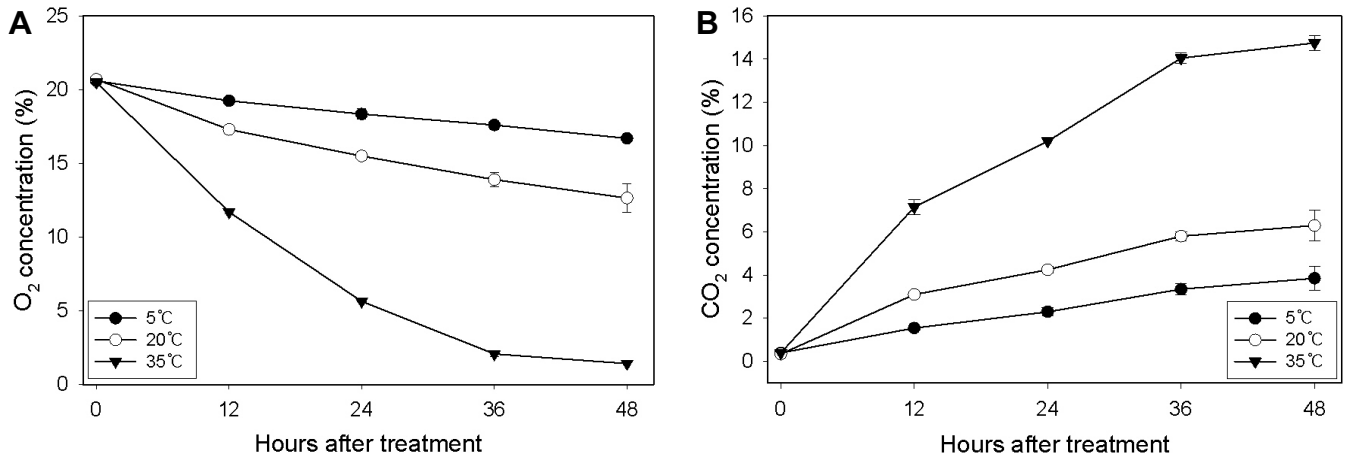 A
O2 concentration (%)
25
20
15
10
5
0
5℃
20℃
35℃
0 12 24 36 48
Hours after treatment
B
CO2 concentration (%)
16
14
12
10
8
6
4
2
0
5℃
20℃
35℃
0 12 24 36 48
Hours after treatment